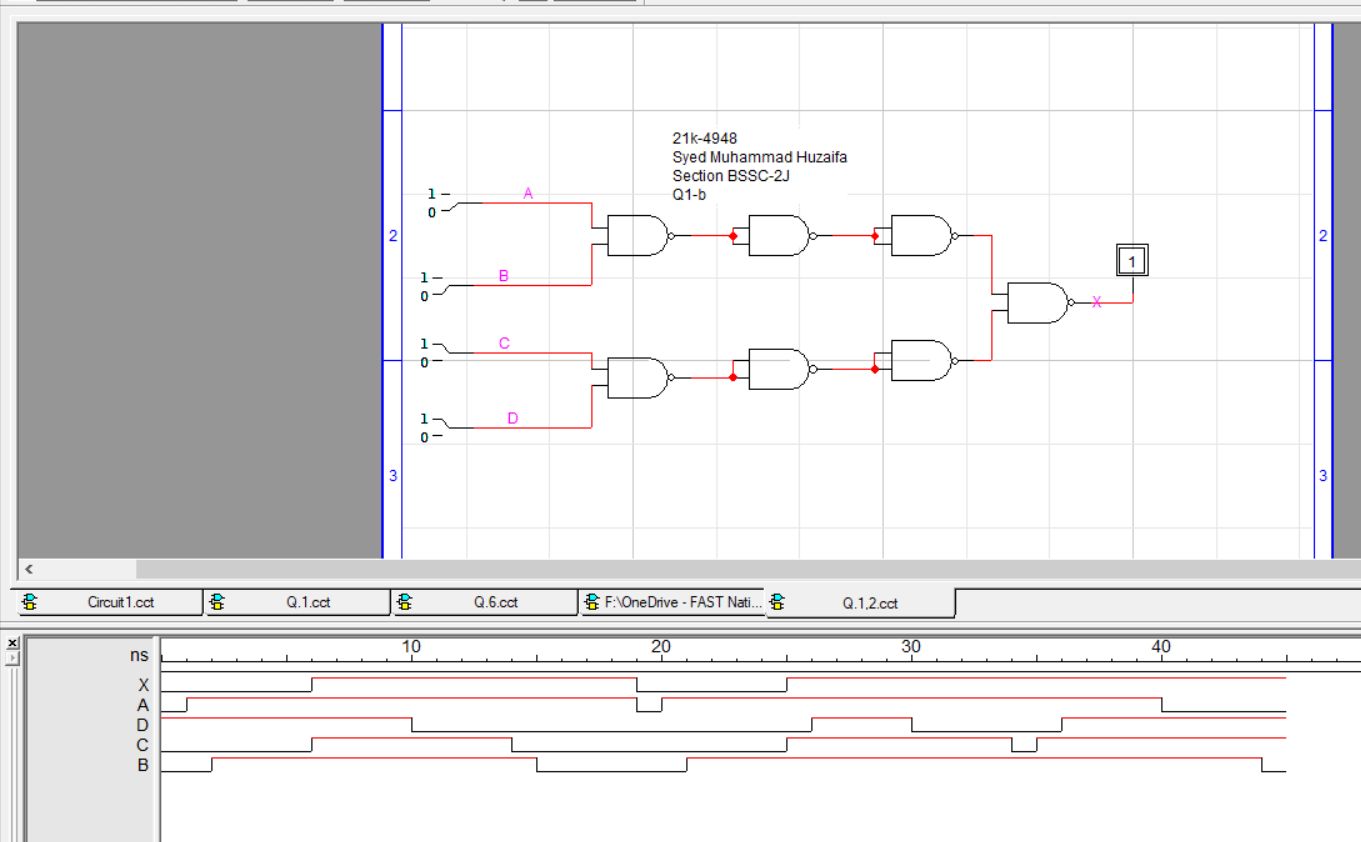 21k-4948
Syed Muhammad Huzaifa
Section BSSC-2J
Q1-b
1
0
A
1
0
B
1
0
C
1
0
D
X
1
2
2
3
3
<
Circuit1.cct
Q.1.cct
Q.6.cct
F:\OneDrive - FAST Nati...
Q.1,2.cct
ns
10
20
30
40
X
A
D
C
B